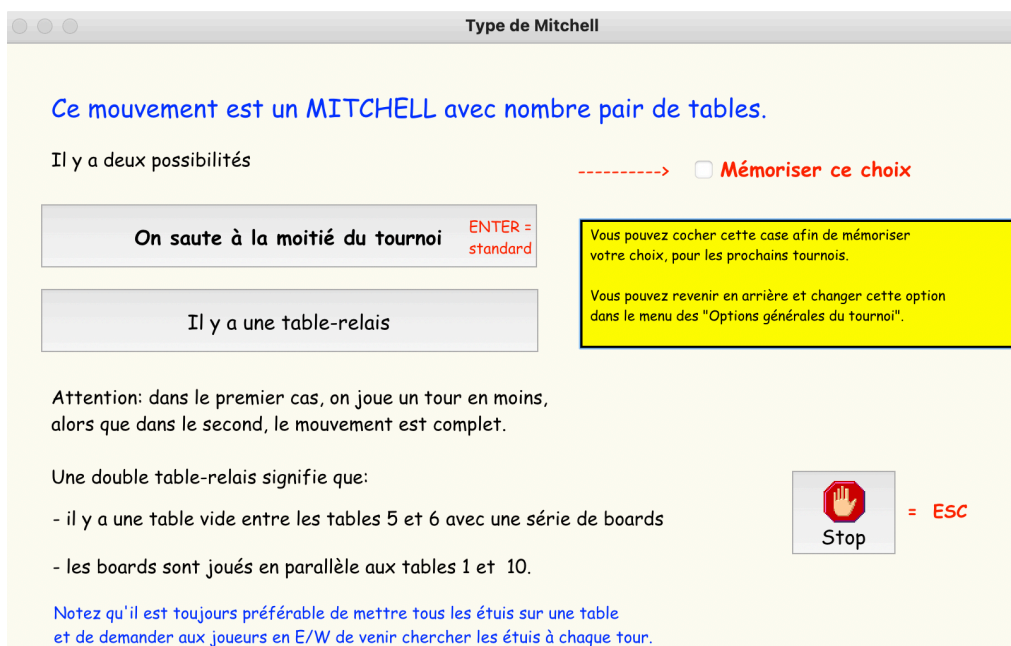 Type de Mitchell
Ce mouvement est un MITCHELL avec nombre pair de tables.
Il y a deux possibilités
----------> Mémoriser ce choix
On saute à la moitié du tournoi
ENTER =
standard
Vous pouvez cocher cette case afin de mémoriser
votre choix, pour les prochains tournois.
Vous pouvez revenir en arrière et changer cette option
dans le menu des "Options générales du tournoi".
Il y a une table-relais
Attention: dans le premier cas, on joue un tour en moins,
alors que dans le second, le mouvement est complet.
Une double table-relais signifie que:
- il y a une table vide entre les tables 5 et 6 avec une série de boards
- les boards sont joués en parallèle aux tables 1 et 10.
Stop
= ESC
Notez qu'il est toujours préférable de mettre tous les étuis sur une table
et de demander aux joueurs en E/W de venir chercher les étuis à chaque tour.